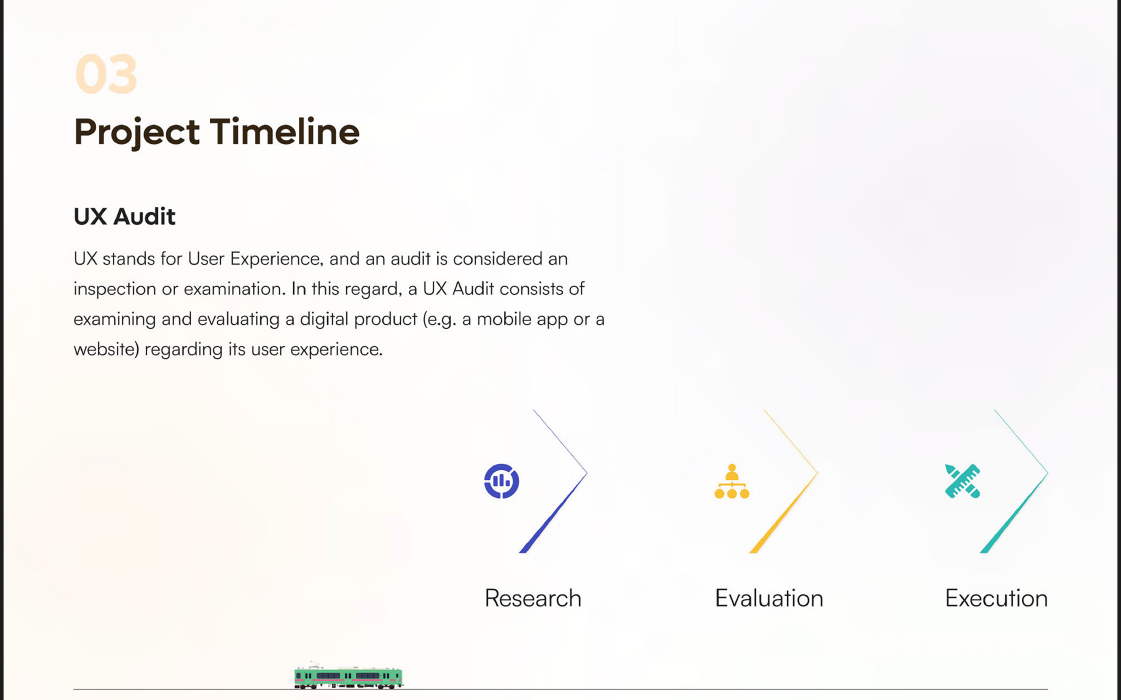 03
Project Timeline
UX Audit
UX stands for User Experience, and an audit is considered an
inspection or examination. In this regard, a UX Audit consists of
examining and evaluating a digital product (e.g. a mobile app or a
website) regarding its user experience.
Research
Evaluation
Execution